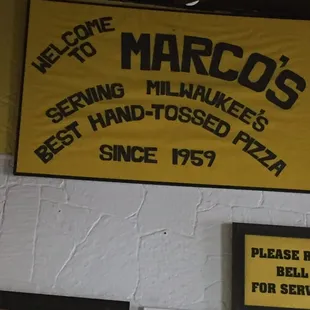 WELCOME
TO
MARCO'S
SERVING MILWAUKEE'S
BEST HAND-TOSSED PIZZA
SINCE 1959
PLEASE
BELL
FOR